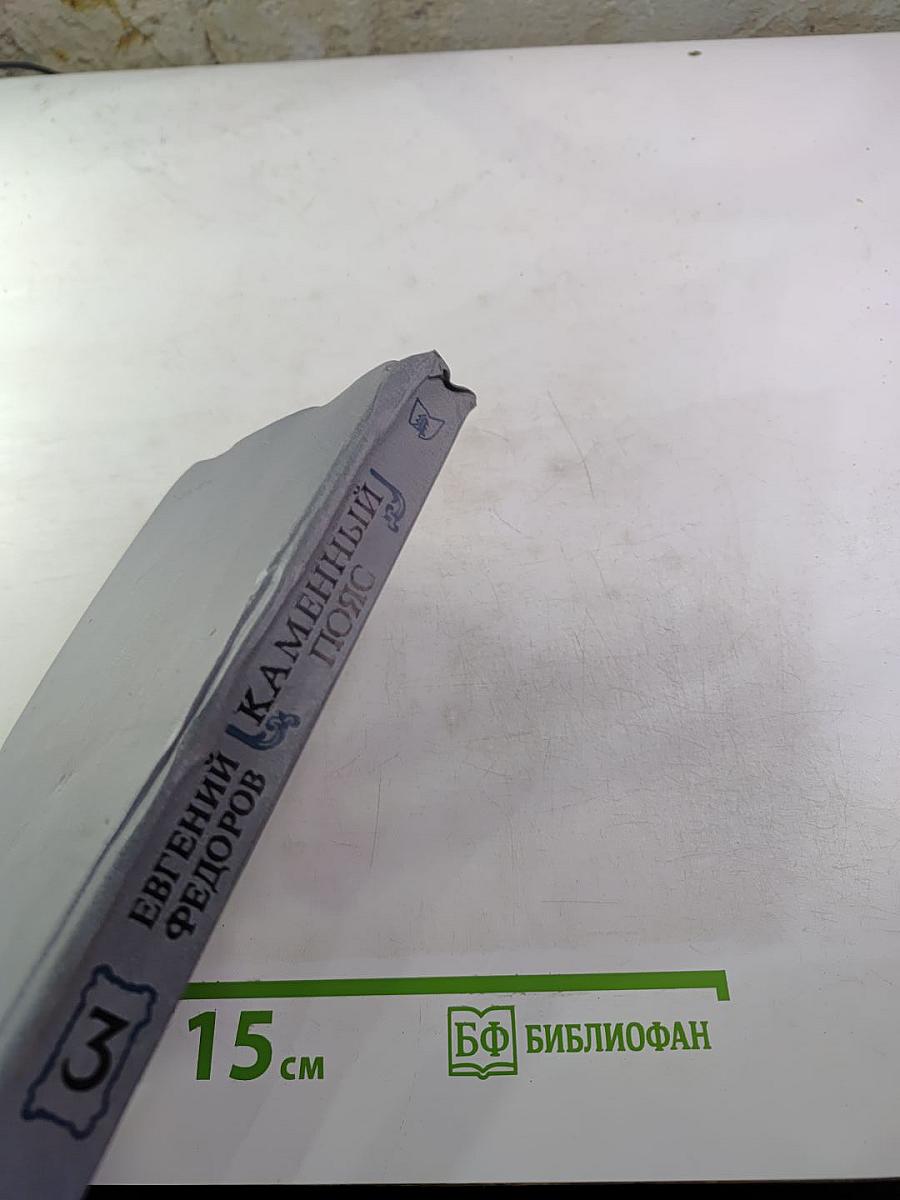 3
ЕВГЕНИЙ
ФЕДОРОВ
КАМЕННЫЙ
ПОЯС
15 см
БФ БИБЛИОФАН